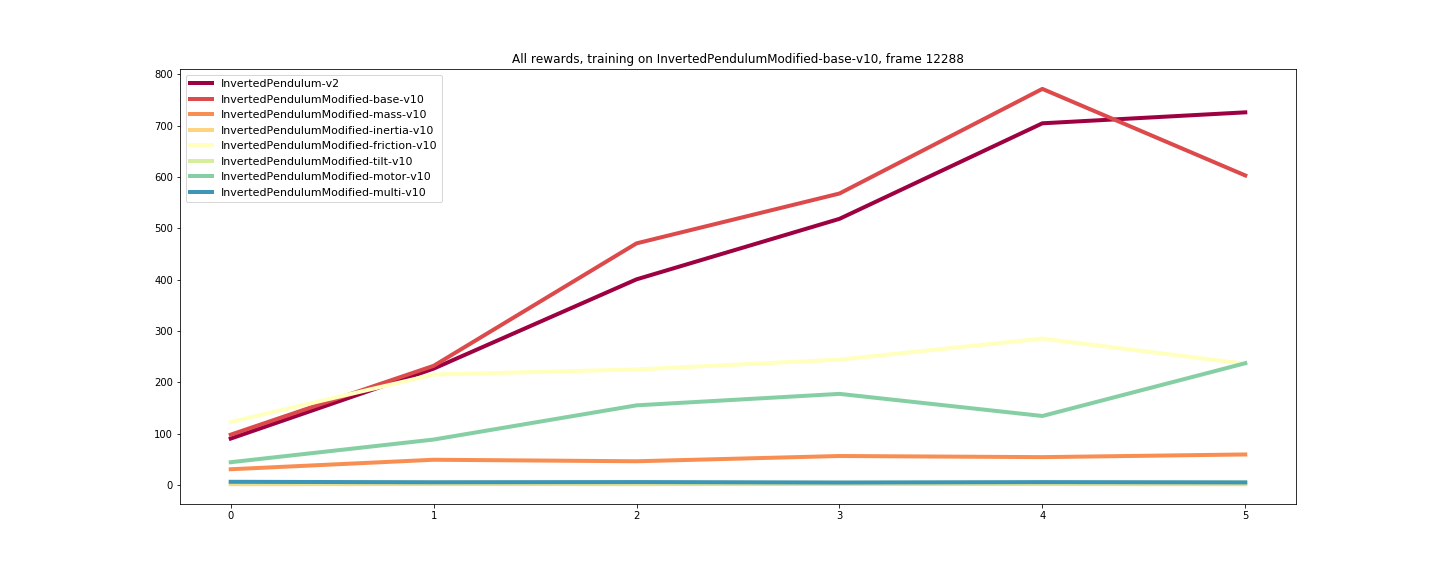 All rewards, training on InvertedPendulumModified-base-v10, frame 12288
800
700
600
500
400
300
200
100
0
InvertedPendulum-v2
InvertedPendulumModified-base-v10
InvertedPendulumModified-mass-v10
InvertedPendulumModified-inertia-v10
InvertedPendulumModified-friction-v10
InvertedPendulumModified-tilt-v10
InvertedPendulumModified-motor-v10
InvertedPendulumModified-multi-v10
0 1 2 3 4 5